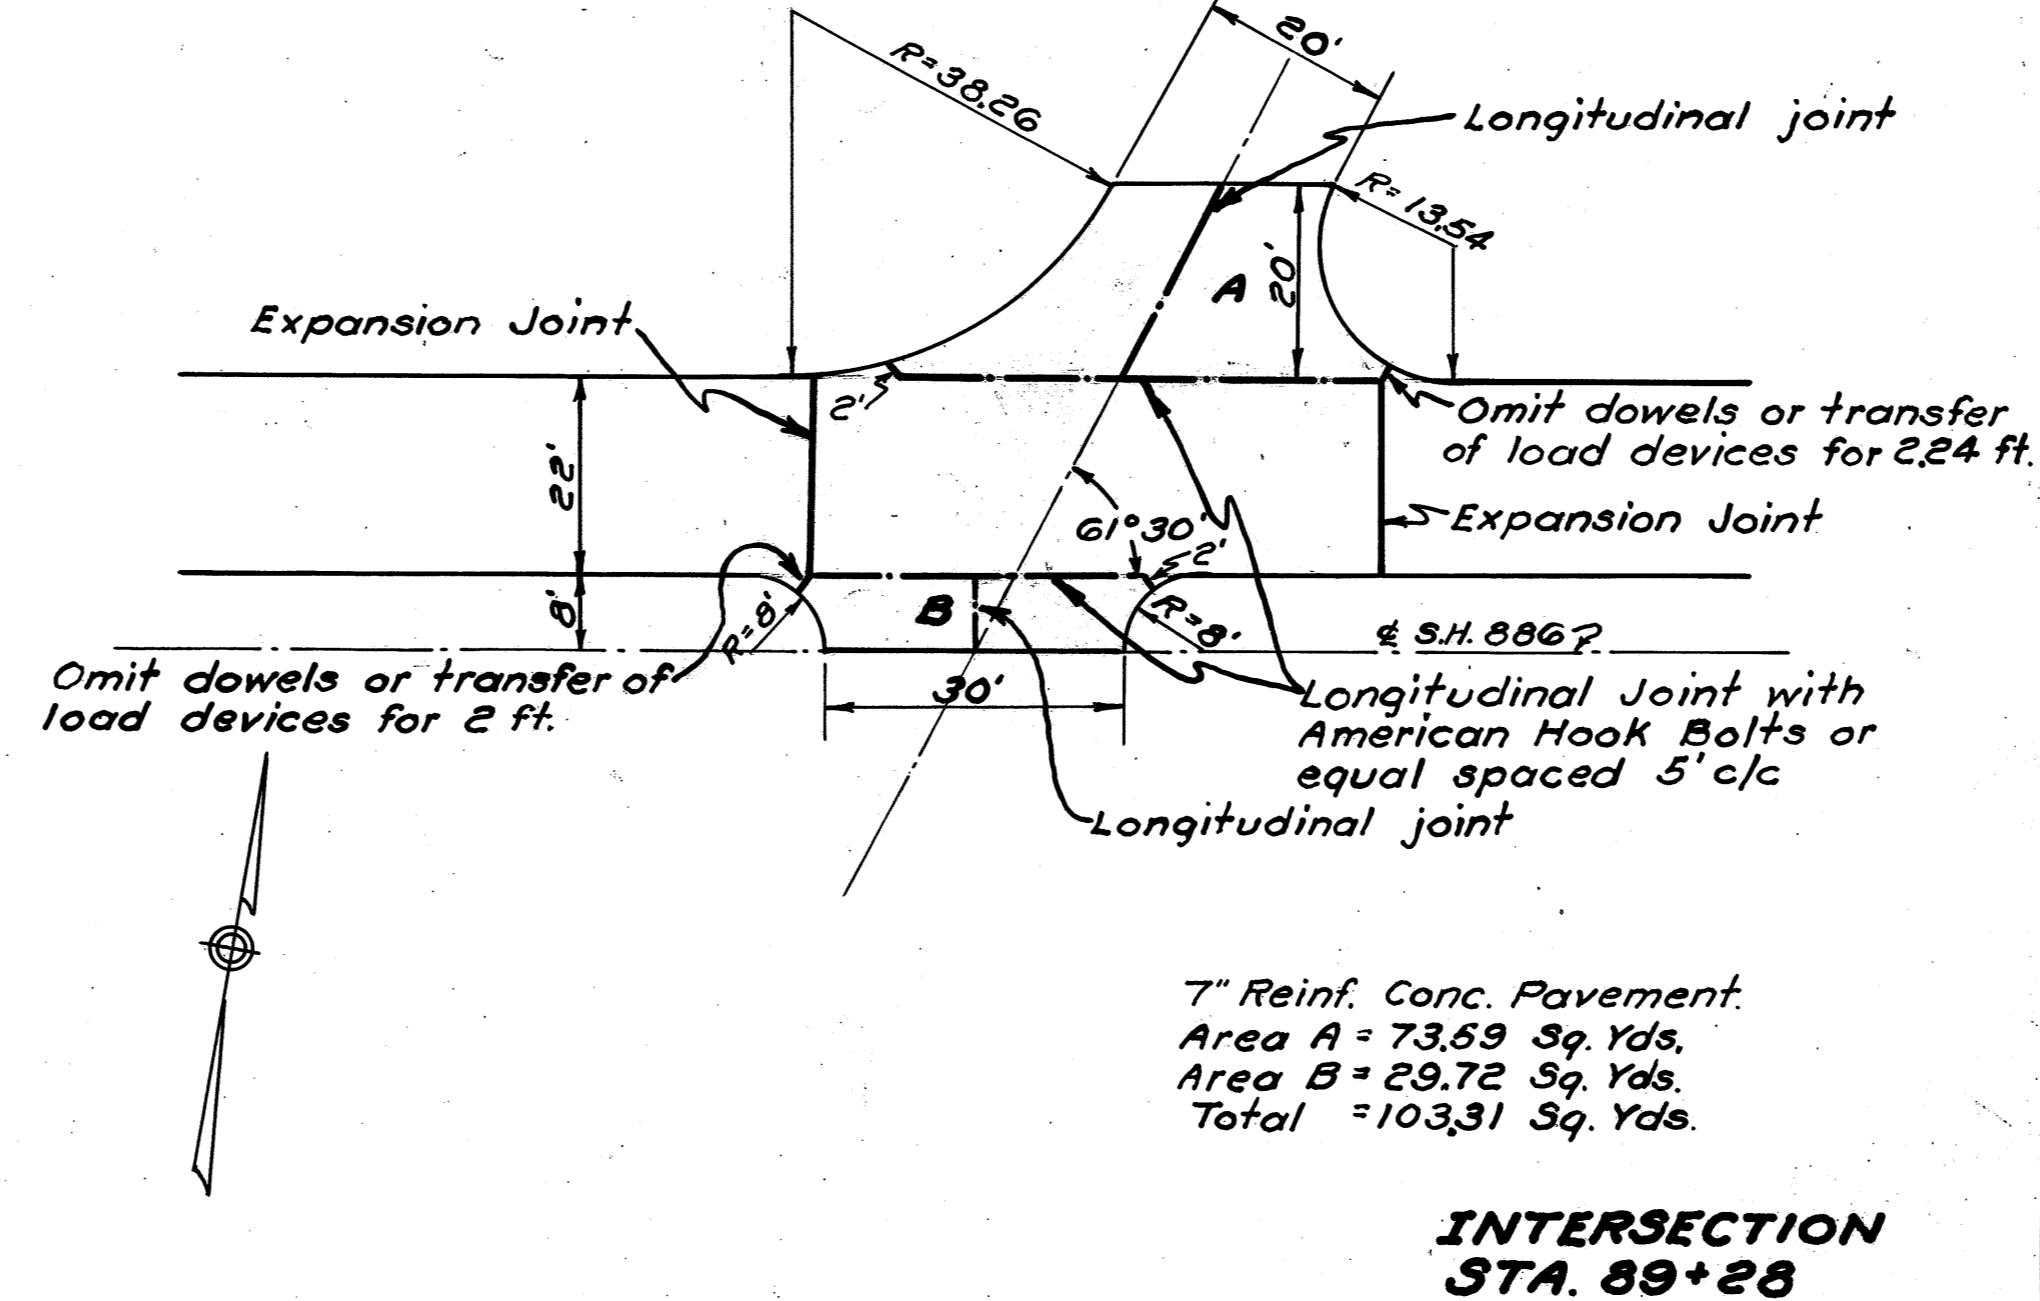 20'
R=38.26
Longitudinal joint
R=13.54
20'
A
Expansion Joint
2'
Omit dowels or transfer
of load devices for 2.24 ft.
22'
61°30'
Expansion Joint
2'
8'
B
R=8'
R=8'
℄ S.H. 8867
Omit dowels or transfer of
load devices for 2 ft.
30'
Longitudinal Joint with
American Hook Bolts or
equal spaced 5' c/c
Longitudinal joint
7" Reinf. Conc. Pavement.
Area A = 73.59 Sq. Yds.
Area B = 29.72 Sq. Yds.
Total = 103.31 Sq. Yds.
INTERSECTION
STA. 89+28